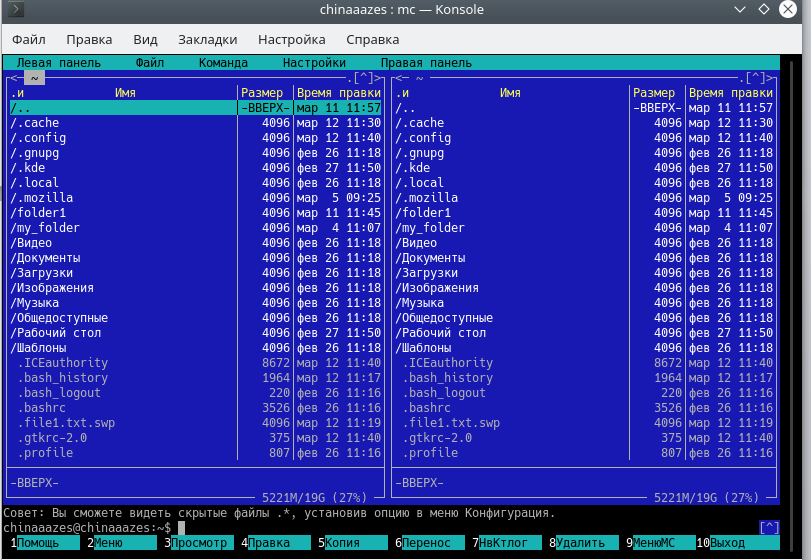 chinaaazes : mc — Konsole
Файл Правка Вид Закладки Настройка Справка
Левая панель Файл Команда Настройки Правая панель
<─ ~ .[^]> <─ ~ .[^]>
.и Имя Размер Время правки .и Имя Размер Время правки
/.. -ВВЕРХ- мар 11 11:57 /.. -ВВЕРХ- мар 11 11:57
/.cache 4096 мар 12 11:30 /.cache 4096 мар 12 11:30
/.config 4096 мар 12 11:40 /.config 4096 мар 12 11:40
/.gnupg 4096 фев 26 11:18 /.gnupg 4096 фев 26 11:18
/.kde 4096 фев 27 11:50 /.kde 4096 фев 27 11:50
/.local 4096 фев 26 11:18 /.local 4096 фев 26 11:18
/.mozilla 4096 мар 5 09:25 /.mozilla 4096 мар 5 09:25
/folder1 4096 мар 11 11:45 /folder1 4096 мар 11 11:45
/my_folder 4096 мар 4 11:07 /my_folder 4096 мар 4 11:07
/Видео 4096 фев 26 11:18 /Видео 4096 фев 26 11:18
/Документы 4096 фев 26 11:18 /Документы 4096 фев 26 11:18
/Загрузки 4096 фев 26 11:18 /Загрузки 4096 фев 26 11:18
/Изображения 4096 фев 26 11:18 /Изображения 4096 фев 26 11:18
/Музыка 4096 фев 26 11:18 /Музыка 4096 фев 26 11:18
/Общедоступные 4096 фев 26 11:18 /Общедоступные 4096 фев 26 11:18
/Рабочий стол 4096 фев 27 11:50 /Рабочий стол 4096 фев 27 11:50
/Шаблоны 4096 фев 26 11:18 /Шаблоны 4096 фев 26 11:18
.ICEauthority 8672 мар 12 11:40 .ICEauthority 8672 мар 12 11:40
.bash_history 1964 мар 12 11:17 .bash_history 1964 мар 12 11:17
.bash_logout 220 фев 26 11:16 .bash_logout 220 фев 26 11:16
.bashrc 3526 фев 26 11:16 .bashrc 3526 фев 26 11:16
.file1.txt.swp 4096 мар 12 11:19 .file1.txt.swp 4096 мар 12 11:19
.gtkrc-2.0 375 мар 12 11:40 .gtkrc-2.0 375 мар 12 11:40
.profile 807 фев 26 11:16 .profile 807 фев 26 11:16
-ВВЕРХ- -ВВЕРХ-
5221M/19G (27%) 5221M/19G (27%)
Совет: Вы сможете видеть скрытые файлы .*, установив опцию в меню Конфигурация.
chinaaazes@chinaaazes:~$ [^]
1Помощь 2Меню 3Просмотр 4Правка 5Копия 6Перенос 7НвКтлог 8Удалить 9МенюМС 10Выход